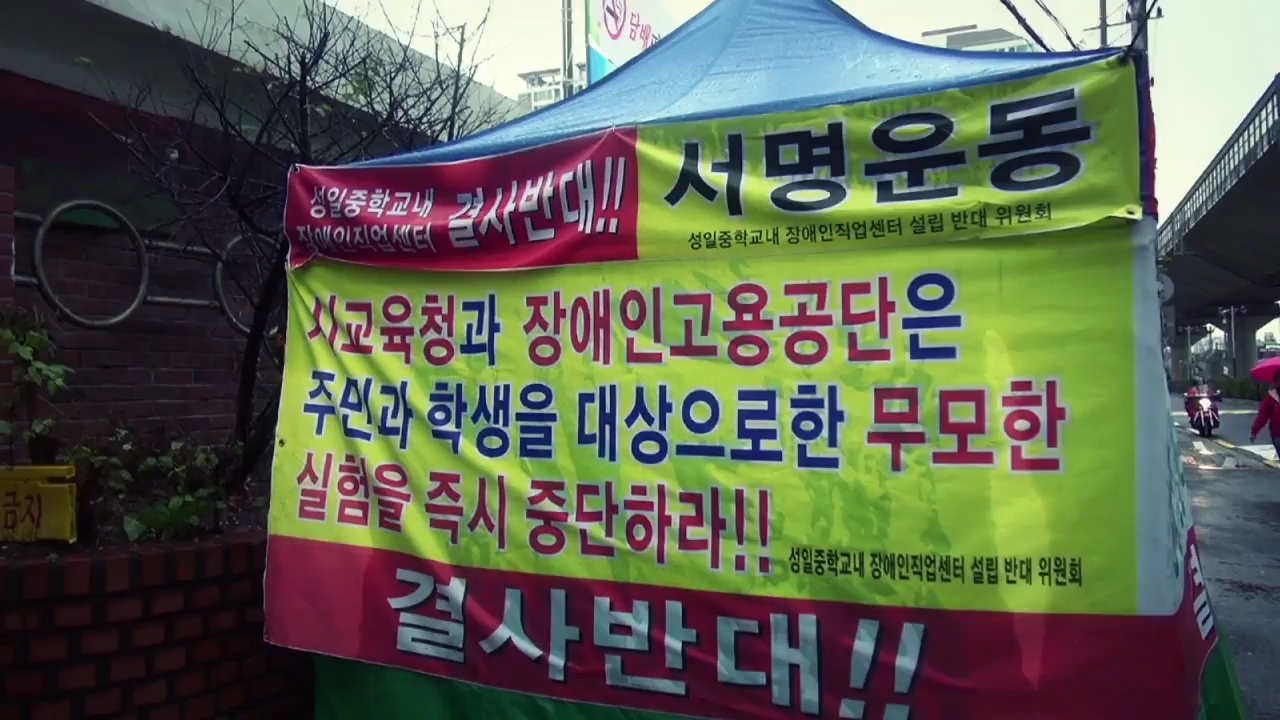 담배
성일중학교내
장애인직업센터
결사반대!!
서명운동
성일중학교내 장애인직업센터 설립 반대 위원회
시교육청과 장애인고용공단은
주민과 학생을 대상으로한 무모한
실험을 즉시 중단하라!!
성일중학교내 장애인직업센터 설립 반대 위원회
결사반대!!
금지